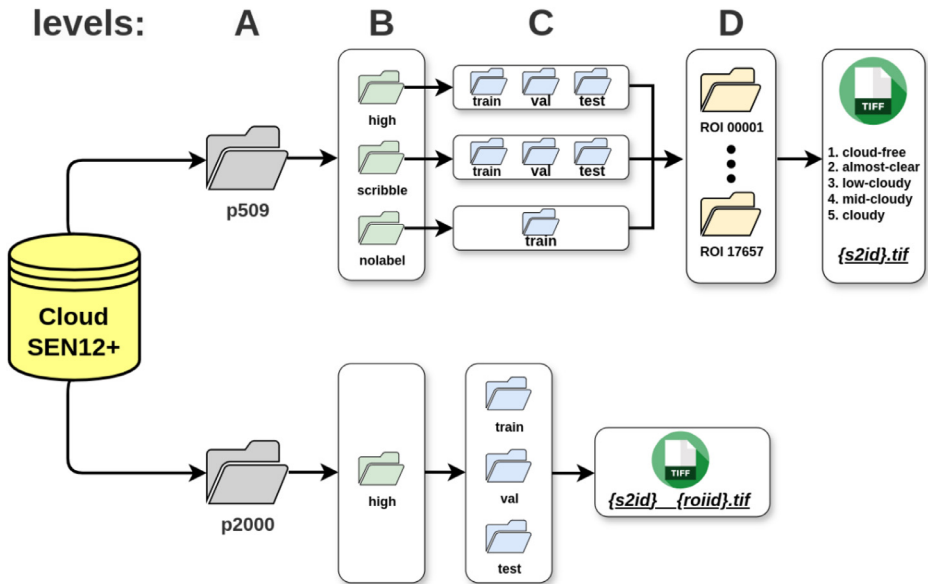 levels: A B C D
high
train val test
scribble
train val test
nolabel
train
p509
ROI 00001
ROI 17657
TIFF
1. cloud-free
2. almost-clear
3. low-cloudy
4. mid-cloudy
5. cloudy
{s2id}.tif
Cloud
SEN12+
p2000
high
train
val
test
TIFF
{s2id}__{roiid}.tif